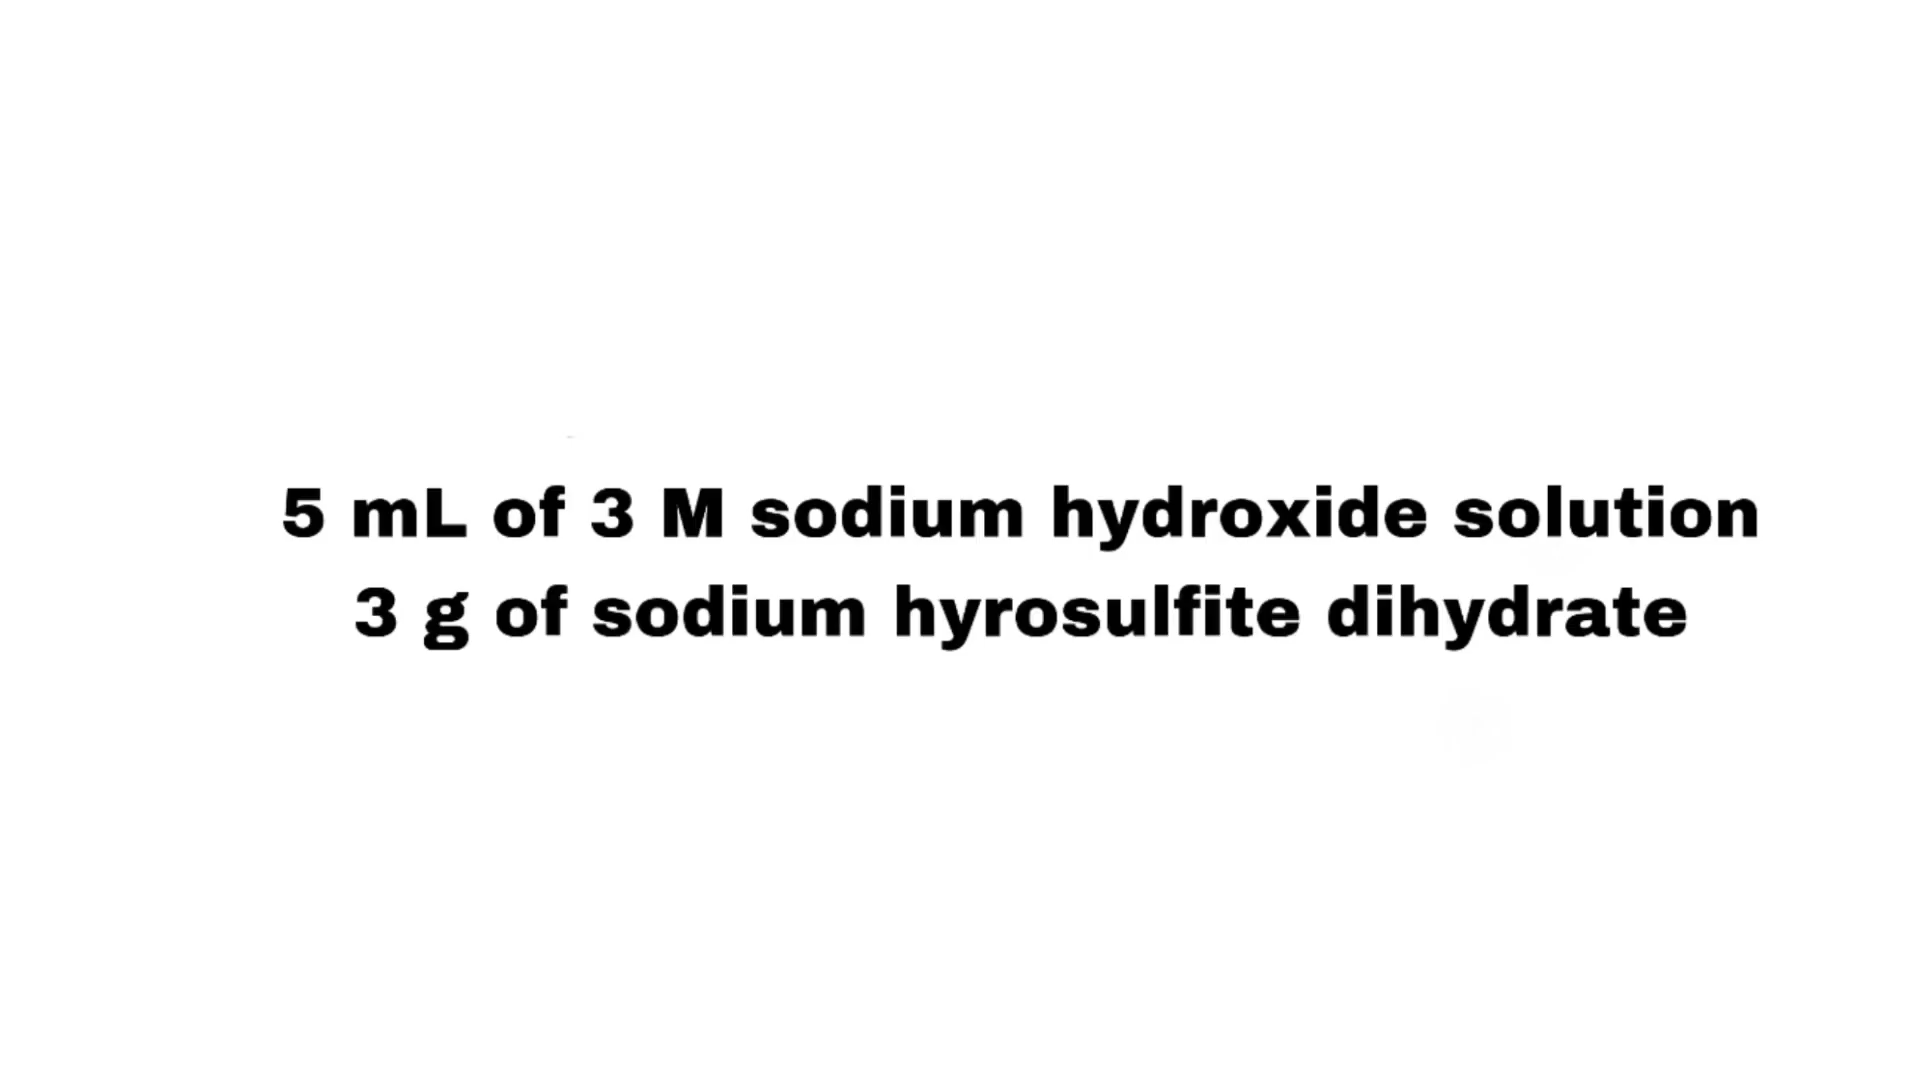 5 mL of 3 M sodium hydroxide solution
3 g of sodium hyrosulfite dihydrate